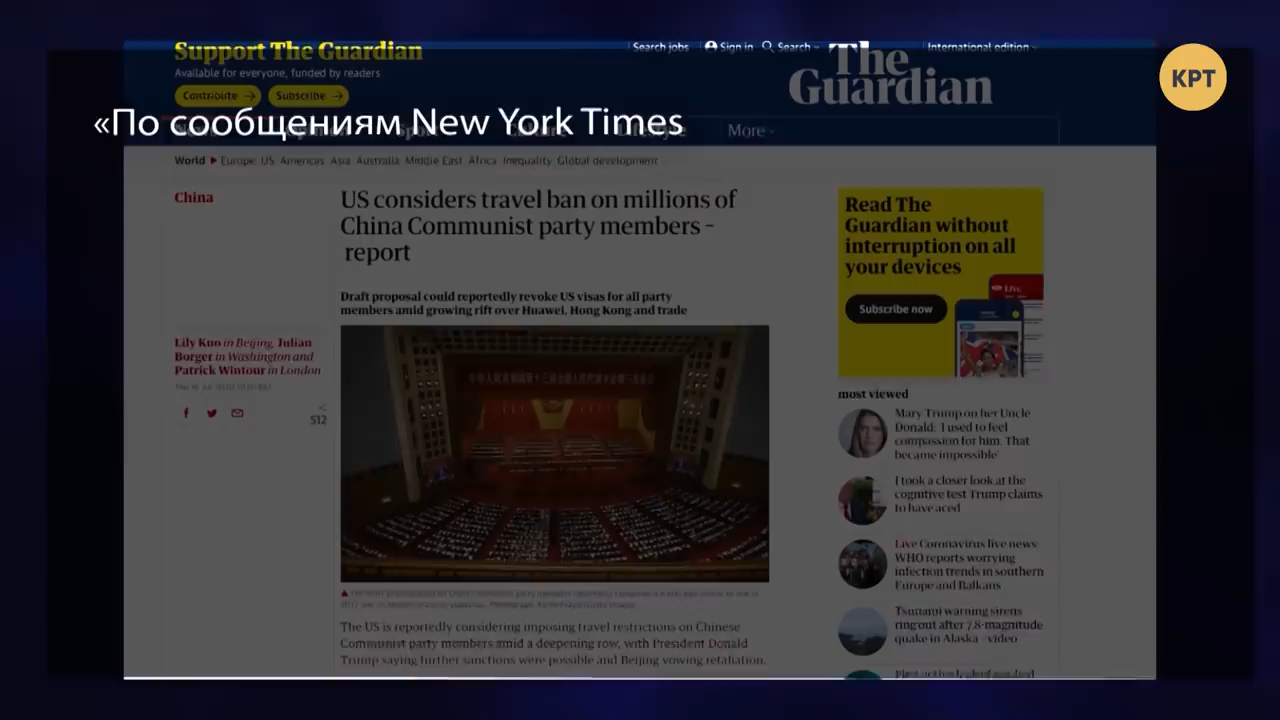 Support The Guardian
Available for everyone, funded by readers
Contribute →
Subscribe →
Search jobs
Sign in
Search
International edition
The
Guardian
КРТ
«По сообщениям New York Times
More
World ▶ Europe US Americas Asia Australia Middle East Africa Inequality Global development
China
US considers travel ban on millions of
China Communist party members –
report
Draft proposal could reportedly revoke US visas for all party
members amid growing rift over Huawei, Hong Kong and trade
Lily Kuo in Beijing, Julian
Borger in Washington and
Patrick Wintour in London
512
The US is reportedly considering imposing travel restrictions on Chinese
Communist party members amid a deepening row, with President Donald
Trump saying further sanctions were possible and Beijing vowing retaliation.
Read The
Guardian without
interruption on all
your devices
Subscribe now
Live
most viewed
Mary Trump on her Uncle
Donald: 'I used to feel
compassion for him. That
became impossible'
I took a closer look at the
cognitive test Trump claims
to have aced
Live Coronavirus live news:
WHO reports worrying
infection trends in southern
Europe and Balkans
Tsunami warning sirens
ring out after 7.8-magnitude
quake in Alaska – video